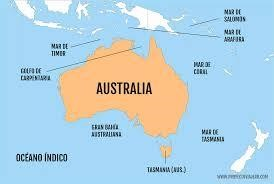 MAR DE
SALOMÓN
MAR DE
TIMOR
MAR DE
ARAFURA
GOLFO DE
CARPENTARIA
MAR DE
CORAL
AUSTRALIA
GRAN BAHÍA
AUSTRALIANA
MAR DE
TASMANIA
OCÉANO ÍNDICO
TASMANIA (AUS.)